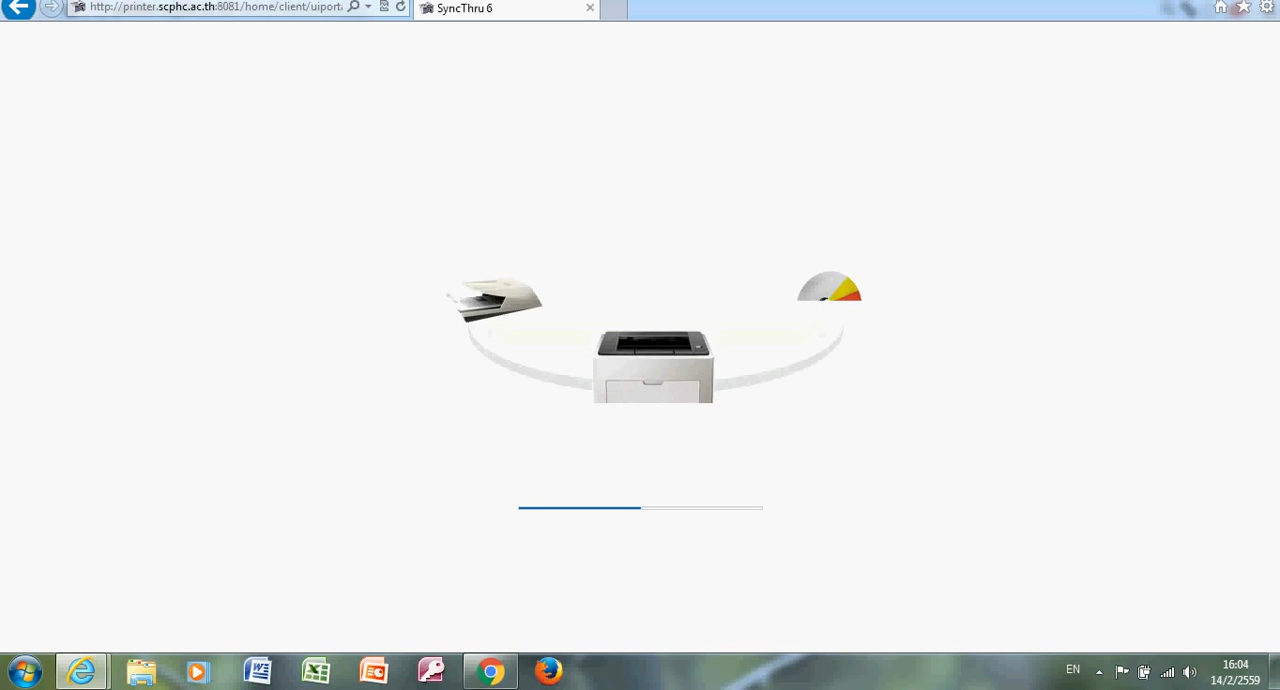 http://printer.scphc.ac.th:8081/home/client/uiport
SyncThru 6
EN
16:04
14/2/2559